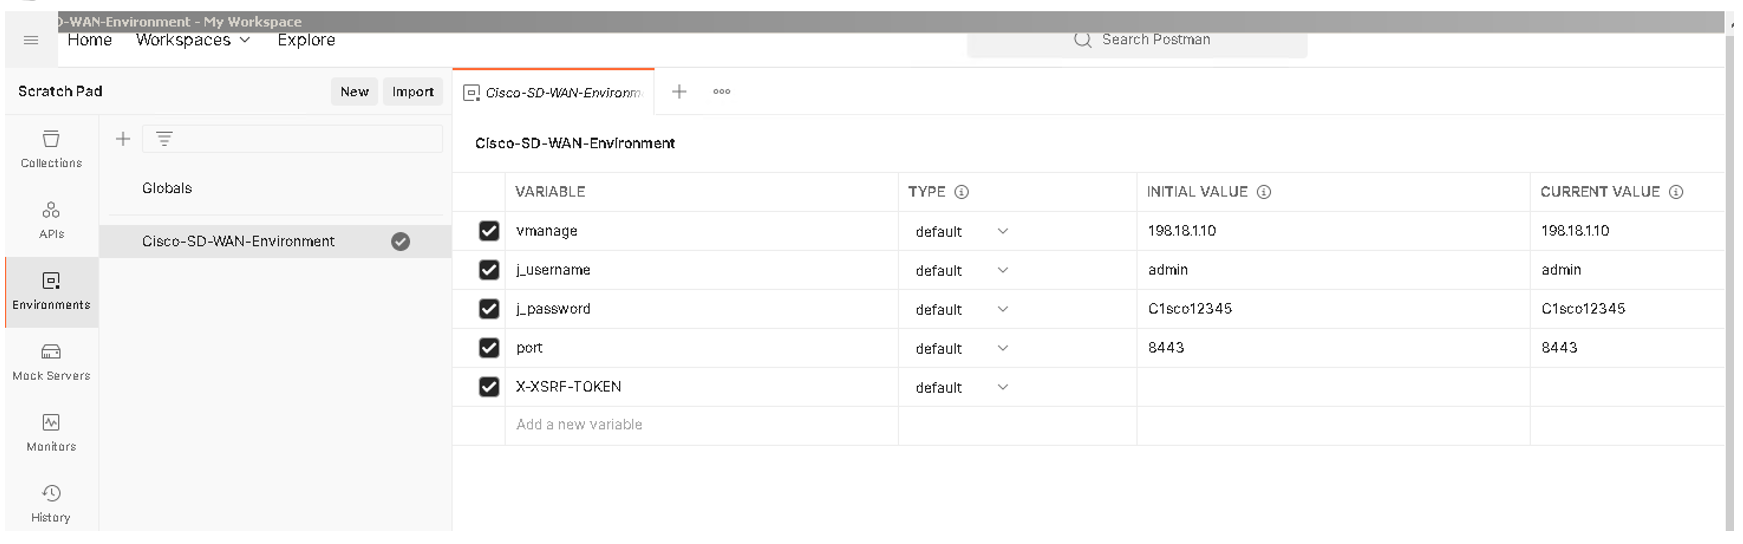 D-WAN-Environment - My Workspace
Home Workspaces Explore Search Postman
Scratch Pad New Import Cisco-SD-WAN-Environm
Collections
Globals
APIs
Cisco-SD-WAN-Environment
Environments
Mock Servers
Monitors
History
Cisco-SD-WAN-Environment
VARIABLE TYPE INITIAL VALUE CURRENT VALUE
vmanage default 198.18.1.10 198.18.1.10
j_username default admin admin
j_password default C1sco12345 C1sco12345
port default 8443 8443
X-XSRF-TOKEN default
Add a new variable